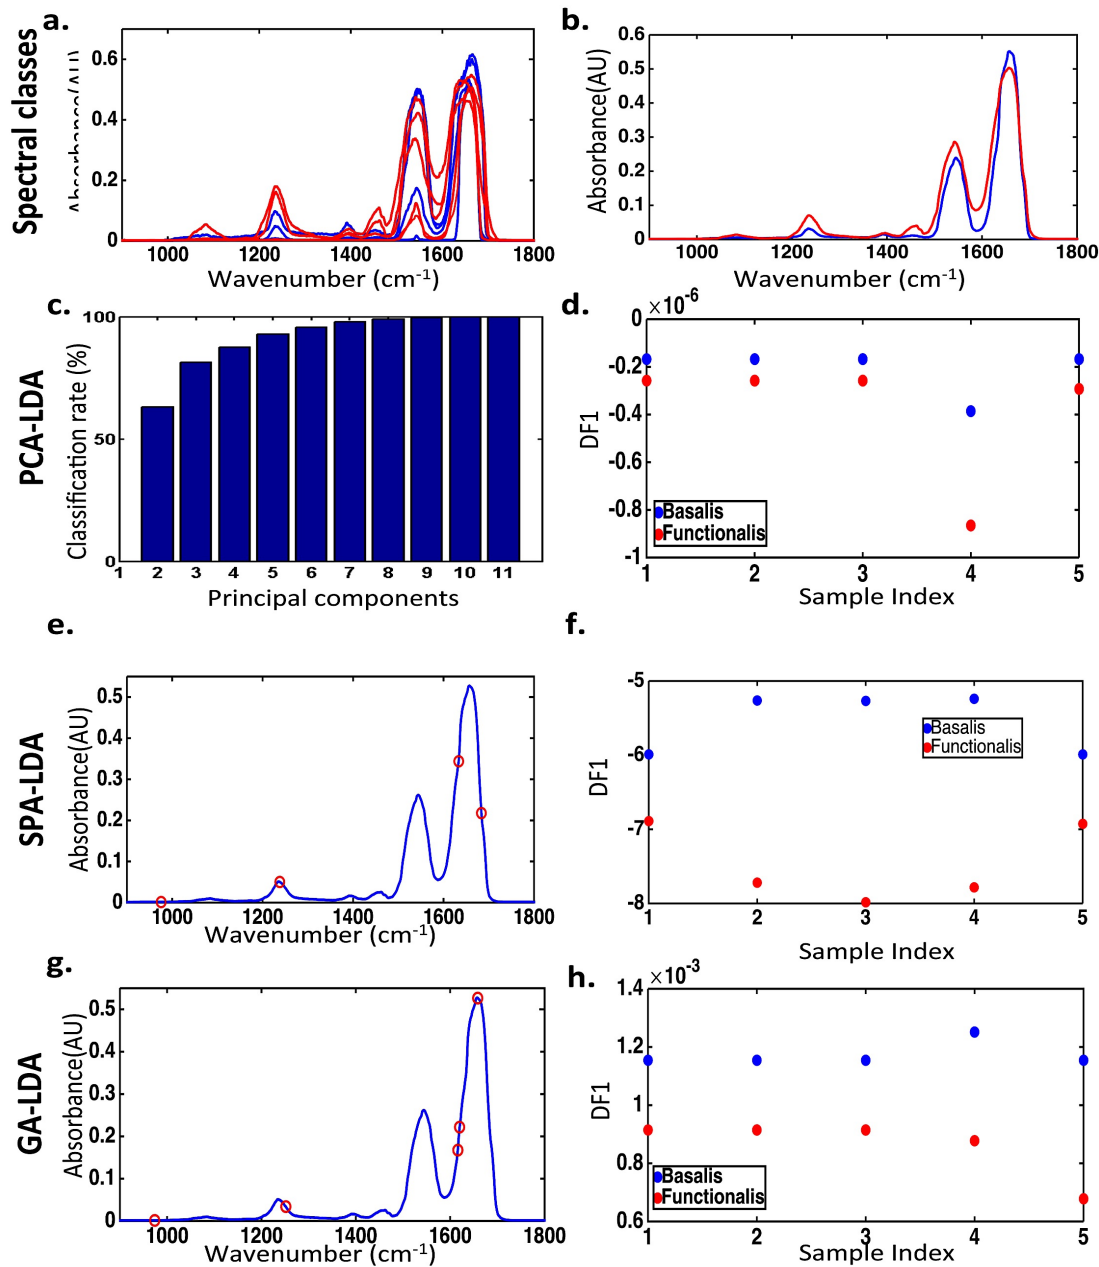 a.
Spectral classes
0.6
0.4
0.2
0
1000 1200 1400 1600 1800
Wavenumber (cm-1)
b.
Absorbance(AU)
0.6
0.5
0.4
0.3
0.2
0.1
0
1000 1200 1400 1600 1800
Wavenumber (cm-1)
c.
PCA-LDA
Classification rate (%)
100
50
0
1 2 3 4 5 6 7 8 9 10 11
Principal components
d.
×10-6
DF1
0
-0.2
-0.4
-0.6
-0.8
-1
Basalis
Functionalis
1 2 3 4 5
Sample Index
e.
SPA-LDA
Absorbance(AU)
0.5
0.4
0.3
0.2
0.1
0
1000 1200 1400 1600 1800
Wavenumber (cm-1)
f.
DF1
-5
-6
-7
-8
Basalis
Functionalis
1 2 3 4 5
Sample Index
g.
GA-LDA
Absorbance(AU)
0.5
0.4
0.3
0.2
0.1
0
1000 1200 1400 1600 1800
Wavenumber (cm-1)
h.
×10-3
DF1
1.4
1.2
1
0.8
0.6
Basalis
Functionalis
1 2 3 4 5
Sample Index